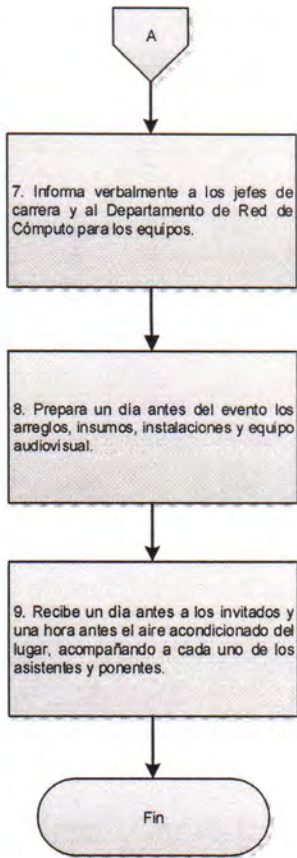 A
7. Informa verbalmente a los jefes de
carrera y al Departamento de Red de
Cómputo para los equipos.
8. Prepara un día antes del evento los
arreglos, insumos, instalaciones y equipo
audiovisual.
9. Recibe un día antes a los invitados y
una hora antes el aire acondicionado del
lugar, acompañando a cada uno de los
asistentes y ponentes.
Fin